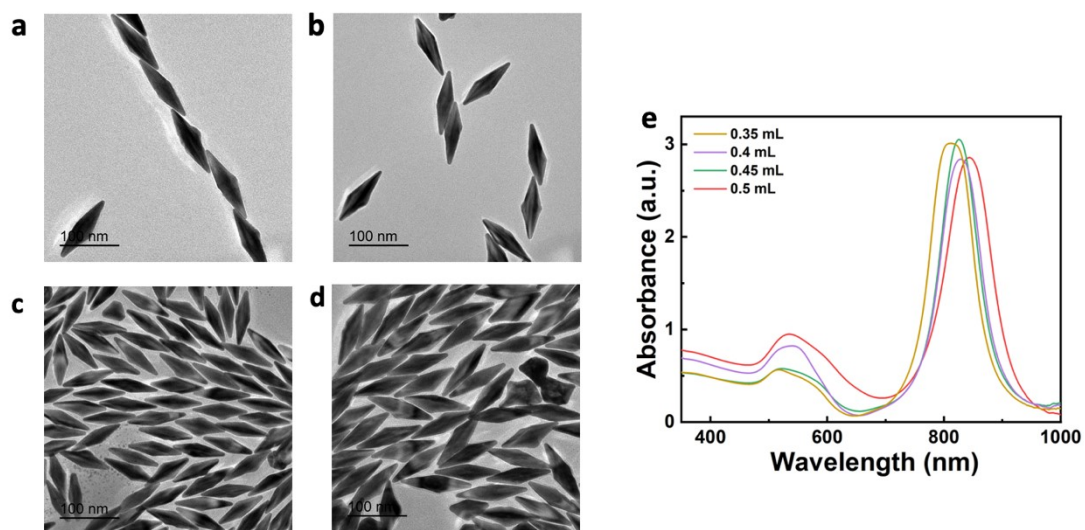 a
b
100 nm
100 nm
c
d
100 nm
100 nm
e
0.35 mL
0.4 mL
0.45 mL
0.5 mL
3
2
1
0
Absorbance (a.u.)
400
600
800
1000
Wavelength (nm)